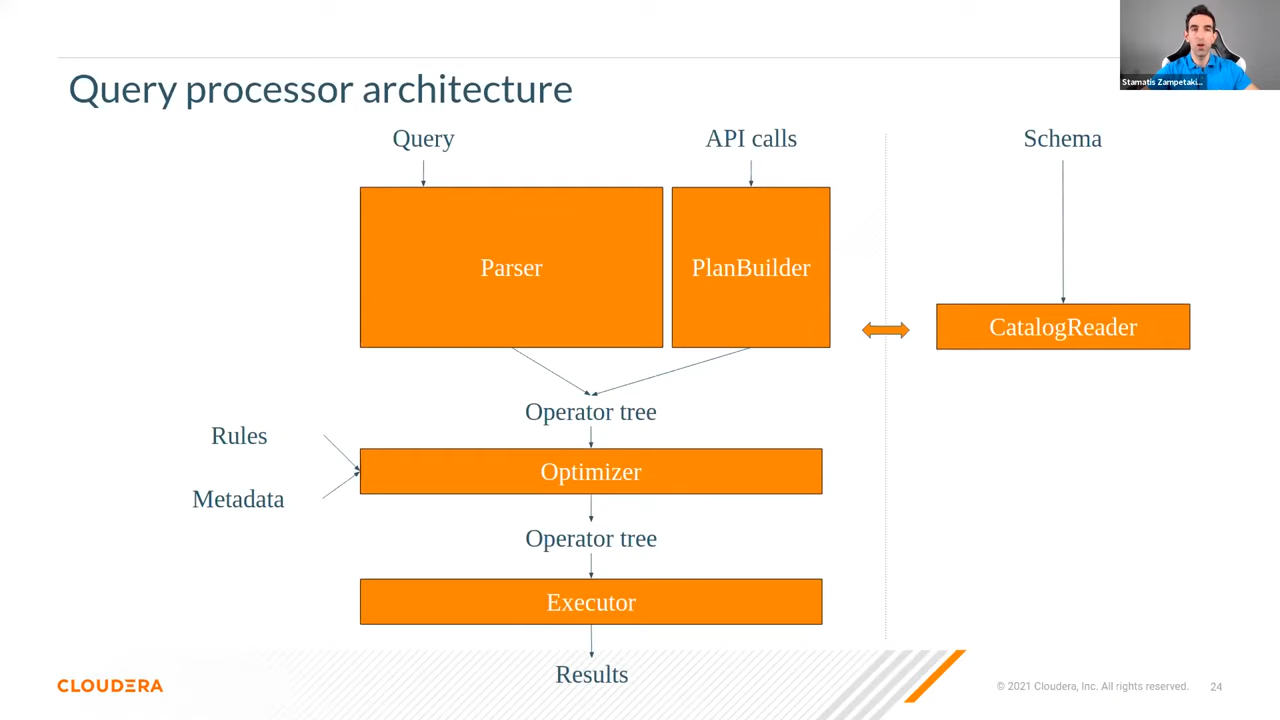 Stamatis Zampetaki...
Query processor architecture
Query
API calls
Schema
Parser
PlanBuilder
CatalogReader
Operator tree
Rules
Optimizer
Metadata
Operator tree
Executor
Results
CLOUDERA
© 2021 Cloudera, Inc. All rights reserved.
24